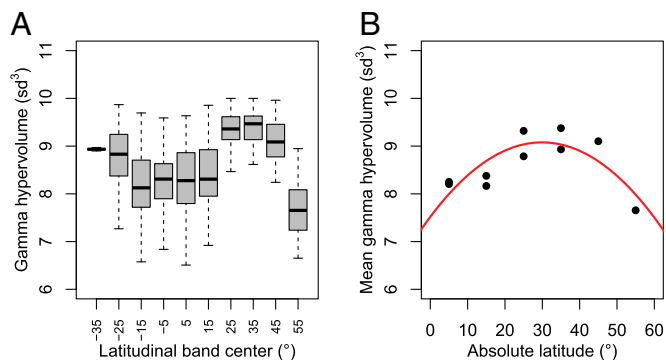 A
Gamma hypervolume (sd³)
11
10
9
8
7
6
−35 −25 −15 −5 5 15 25 35 45 55
Latitudinal band center (°)
B
Mean gamma hypervolume (sd³)
11
10
9
8
7
6
0 10 20 30 40 50 60
Absolute latitude (°)